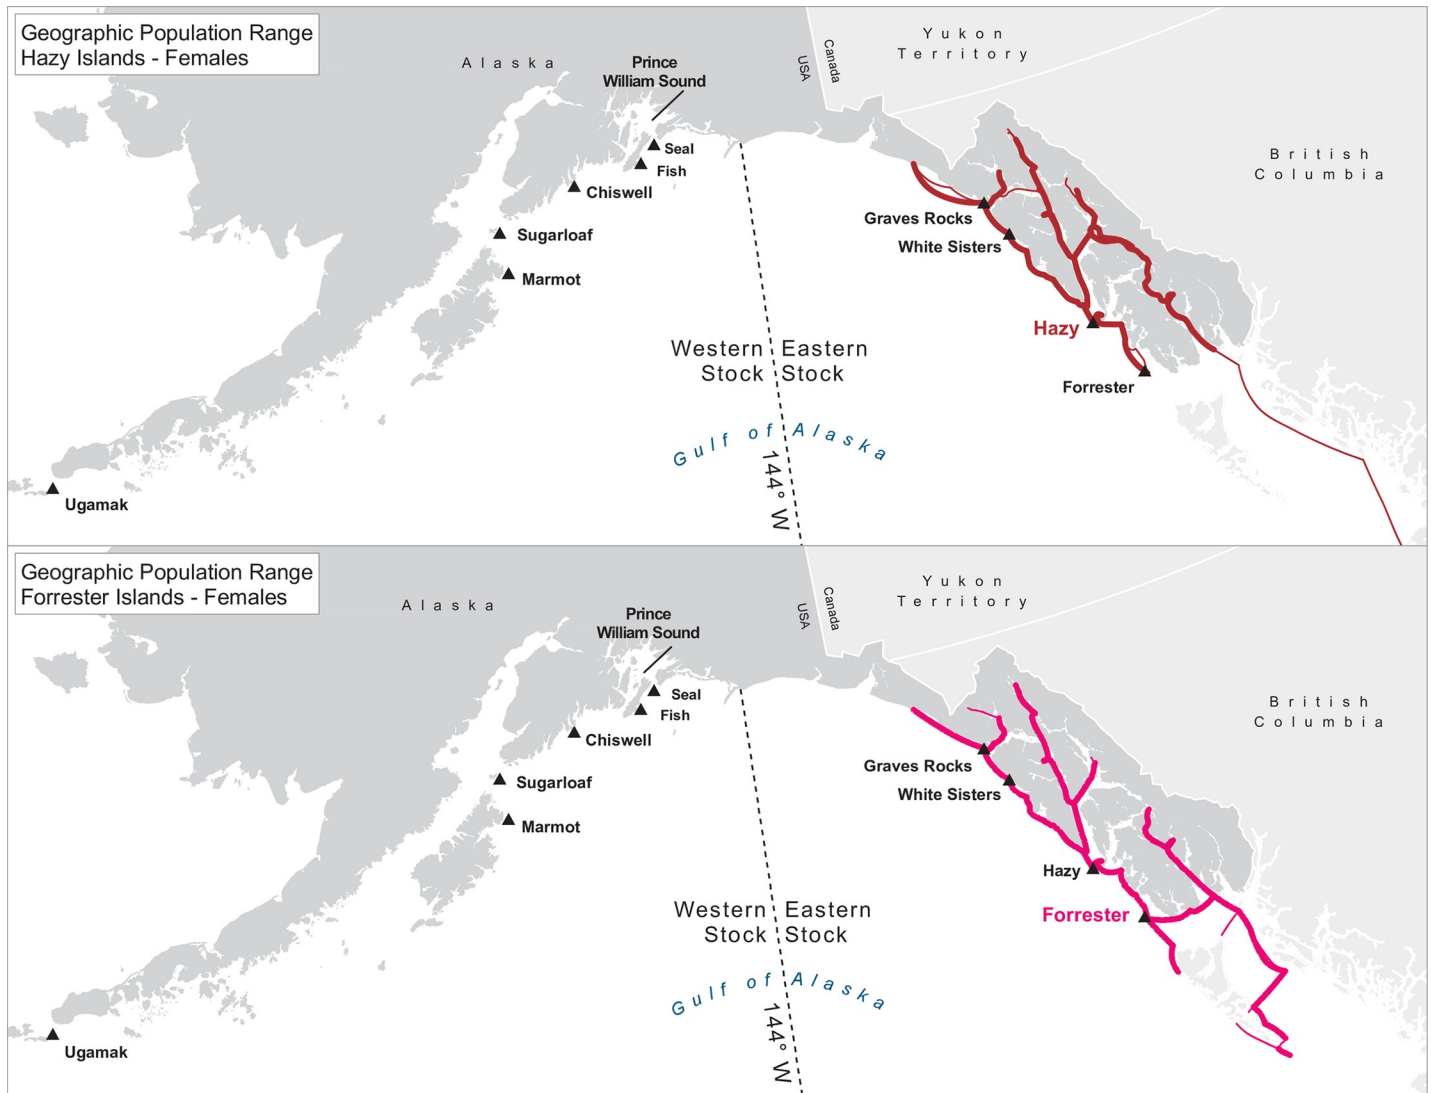 Geographic Population Range
Hazy Islands - Females
Alaska
Prince
William Sound
USA
Canada
Yukon
Territory
British
Columbia
Seal
Fish
Chiswell
Sugarloaf
Marmot
Graves Rocks
White Sisters
Hazy
Forrester
Western
Stock
Eastern
Stock
Gulf of Alaska
144° W
Ugamak
Geographic Population Range
Forrester Islands - Females
Alaska
Prince
William Sound
USA
Canada
Yukon
Territory
British
Columbia
Seal
Fish
Chiswell
Sugarloaf
Marmot
Graves Rocks
White Sisters
Hazy
Forrester
Western
Stock
Eastern
Stock
Gulf of Alaska
144° W
Ugamak